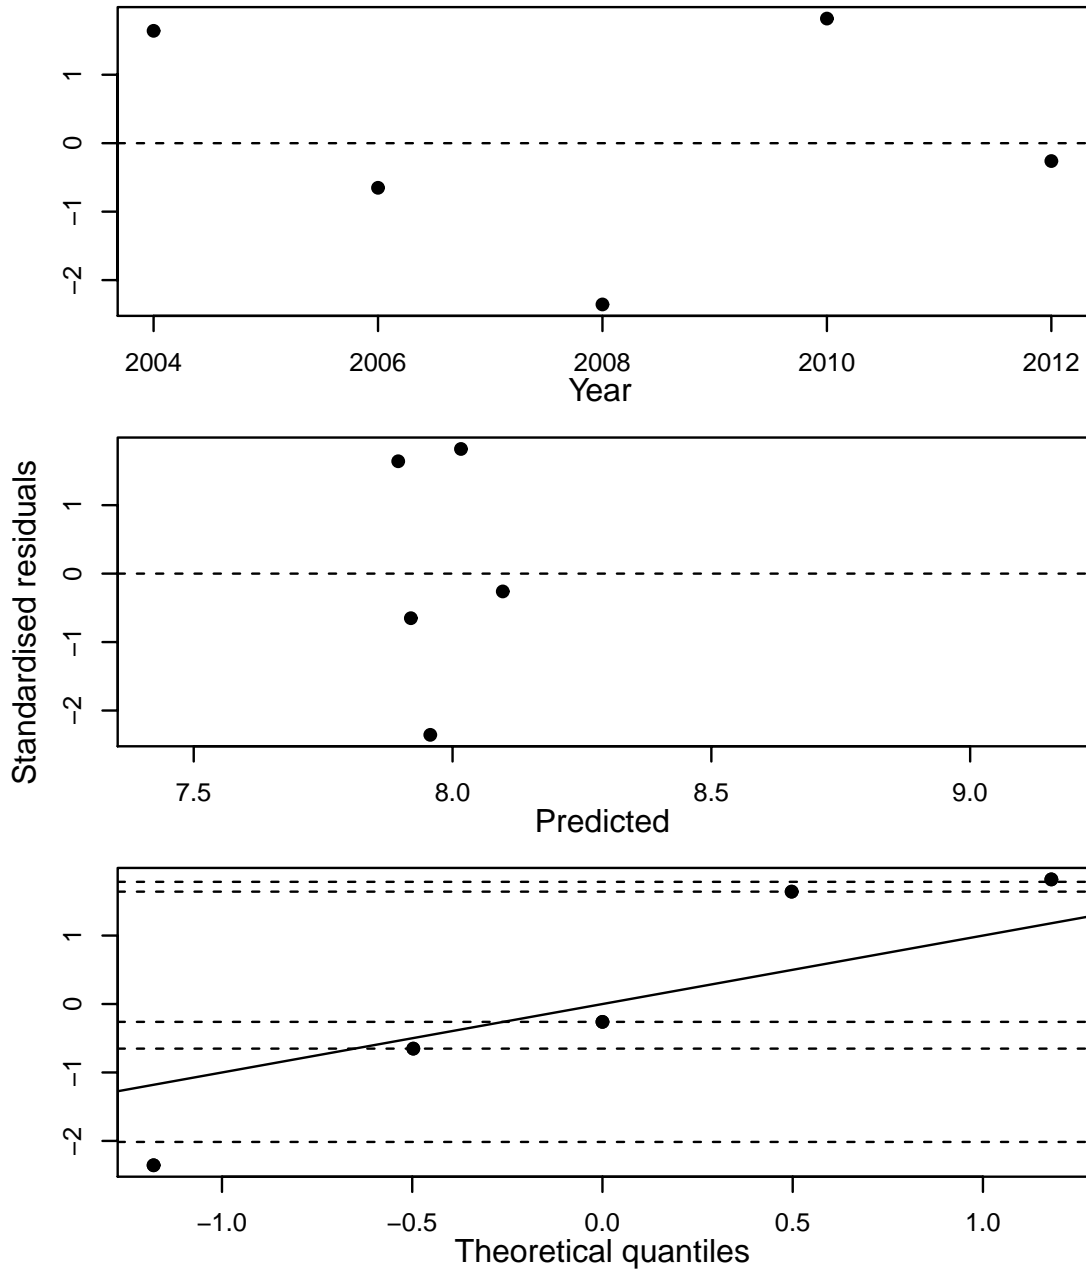 1
0
−1
−2
2004 2006 2008 2010 2012
Year
Standardised residuals
1
0
−1
−2
7.5 8.0 8.5 9.0
Predicted
1
0
−1
−2
−1.0 −0.5 0.0 0.5 1.0
Theoretical quantiles